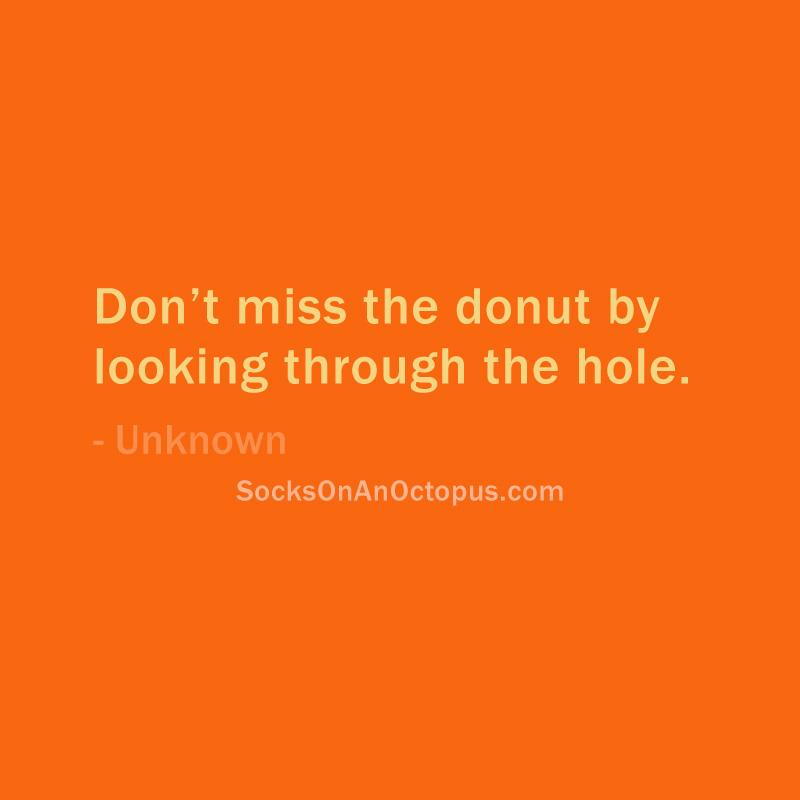 Don’t miss the donut by
looking through the hole.
- Unknown
SocksOnAnOctopus.com